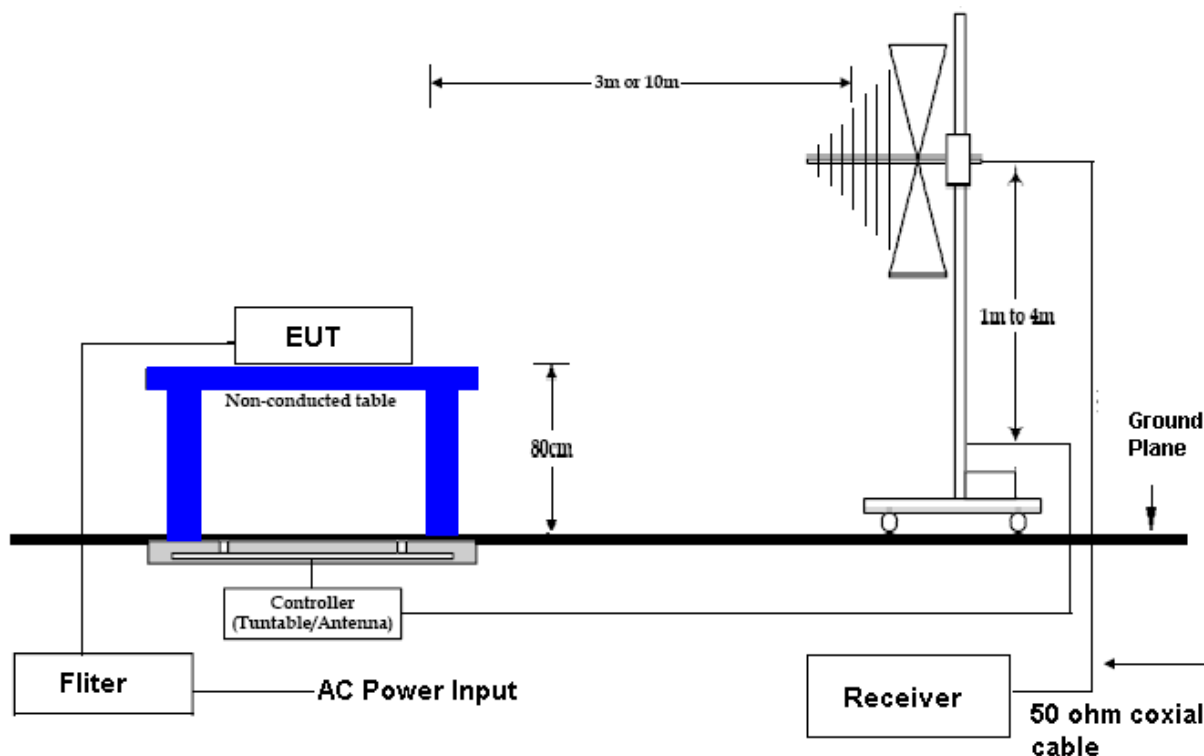 3m or 10m
EUT
1m to 4m
Non-conducted table
80cm
Ground
Plane
Controller
(Tuntable/Antenna)
Fliter
AC Power Input
Receiver
50 ohm coxial
cable